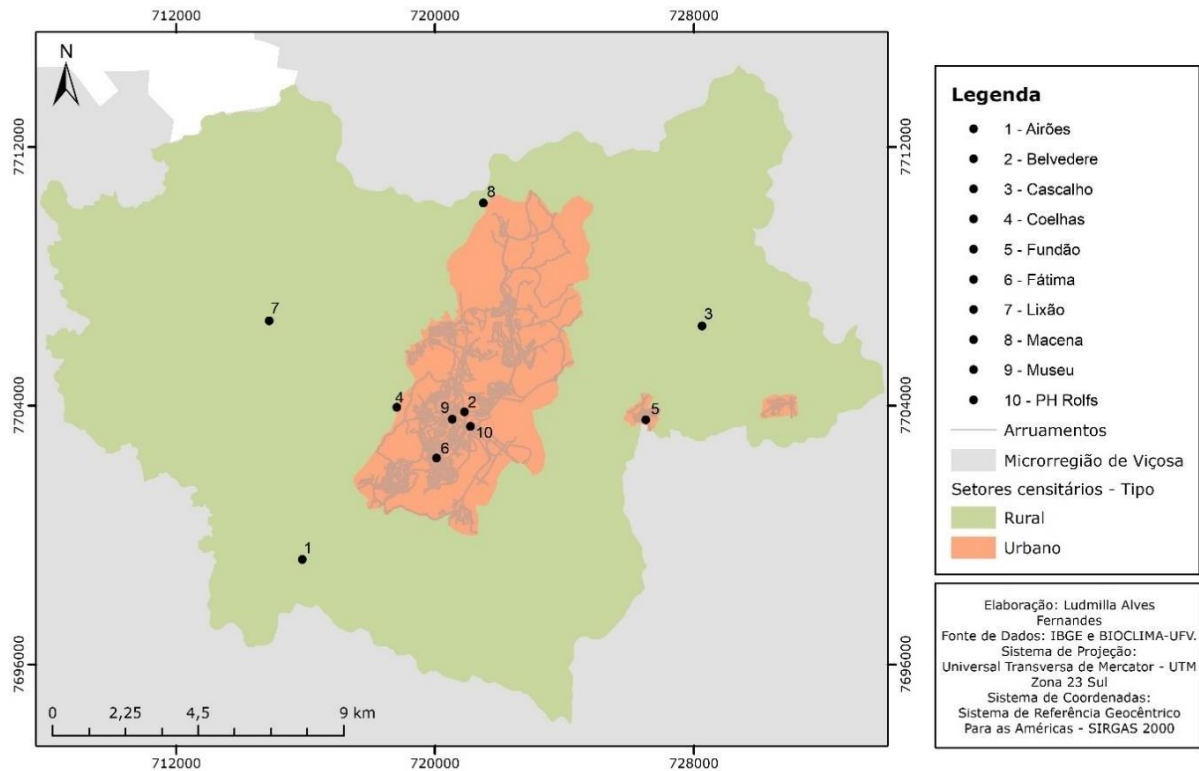 712000
720000
728000
N
7712000
7712000
8
7
3
4
2
9
5
10
6
7704000
7704000
1
7696000
7696000
0
2,25
4,5
9 km
712000
720000
728000
Legenda
1 - Airões
2 - Belvedere
3 - Cascalho
4 - Coelhas
5 - Fundão
6 - Fátima
7 - Lixão
8 - Macena
9 - Museu
10 - PH Rolfs
Arruamentos
Microrregião de Viçosa
Setores censitários - Tipo
Rural
Urbano
Elaboração: Ludmilla Alves
Fernandes
Fonte de Dados: IBGE e BIOCLIMA-UFV.
Sistema de Projeção:
Universal Transversa de Mercator - UTM
Zona 23 Sul
Sistema de Coordenadas:
Sistema de Referência Geocêntrico
Para as Américas - SIRGAS 2000